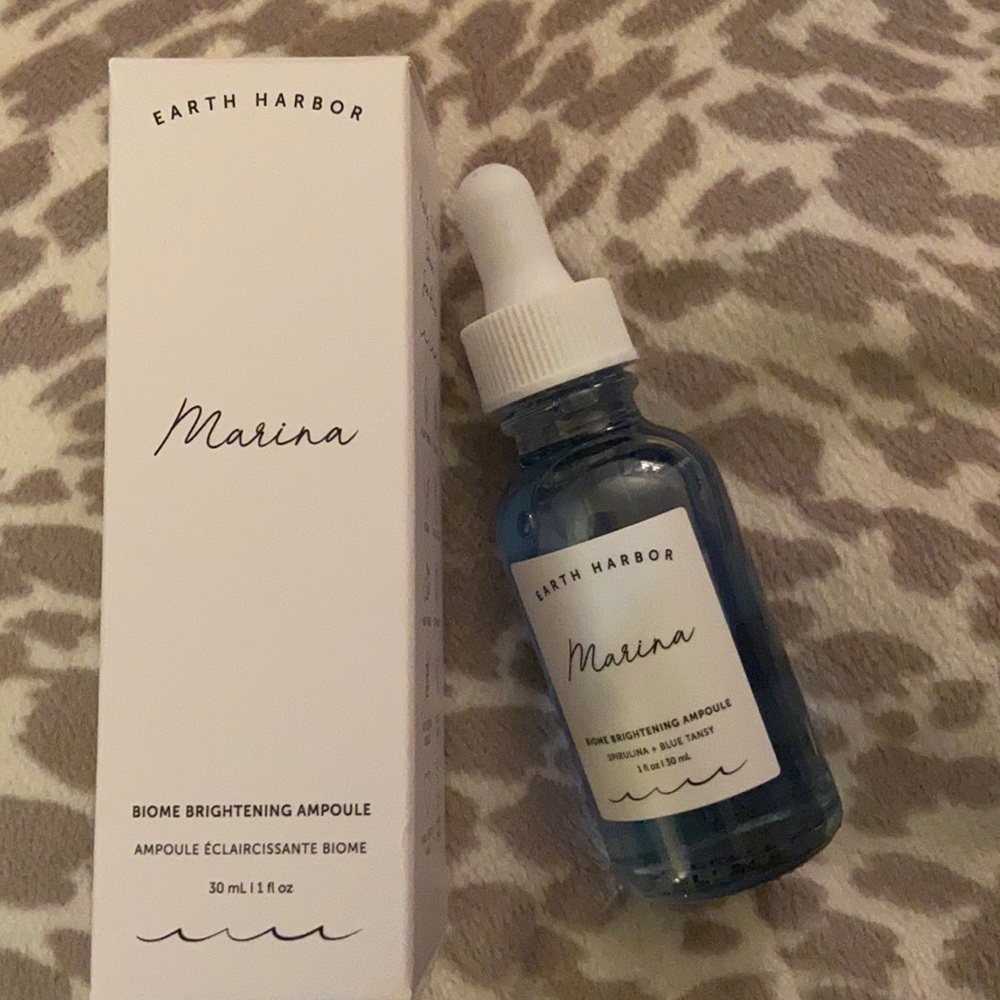 EARTH HARBOR
Marina
BIOME BRIGHTENING AMPOULE
AMPOULE ÉCLAIRCISSANTE BIOME
30 mL | 1 fl oz
EARTH HARBOR
Marina
BIOME BRIGHTENING AMPOULE
SPIRULINA + BLUE TANSY
1 fl oz | 30 mL